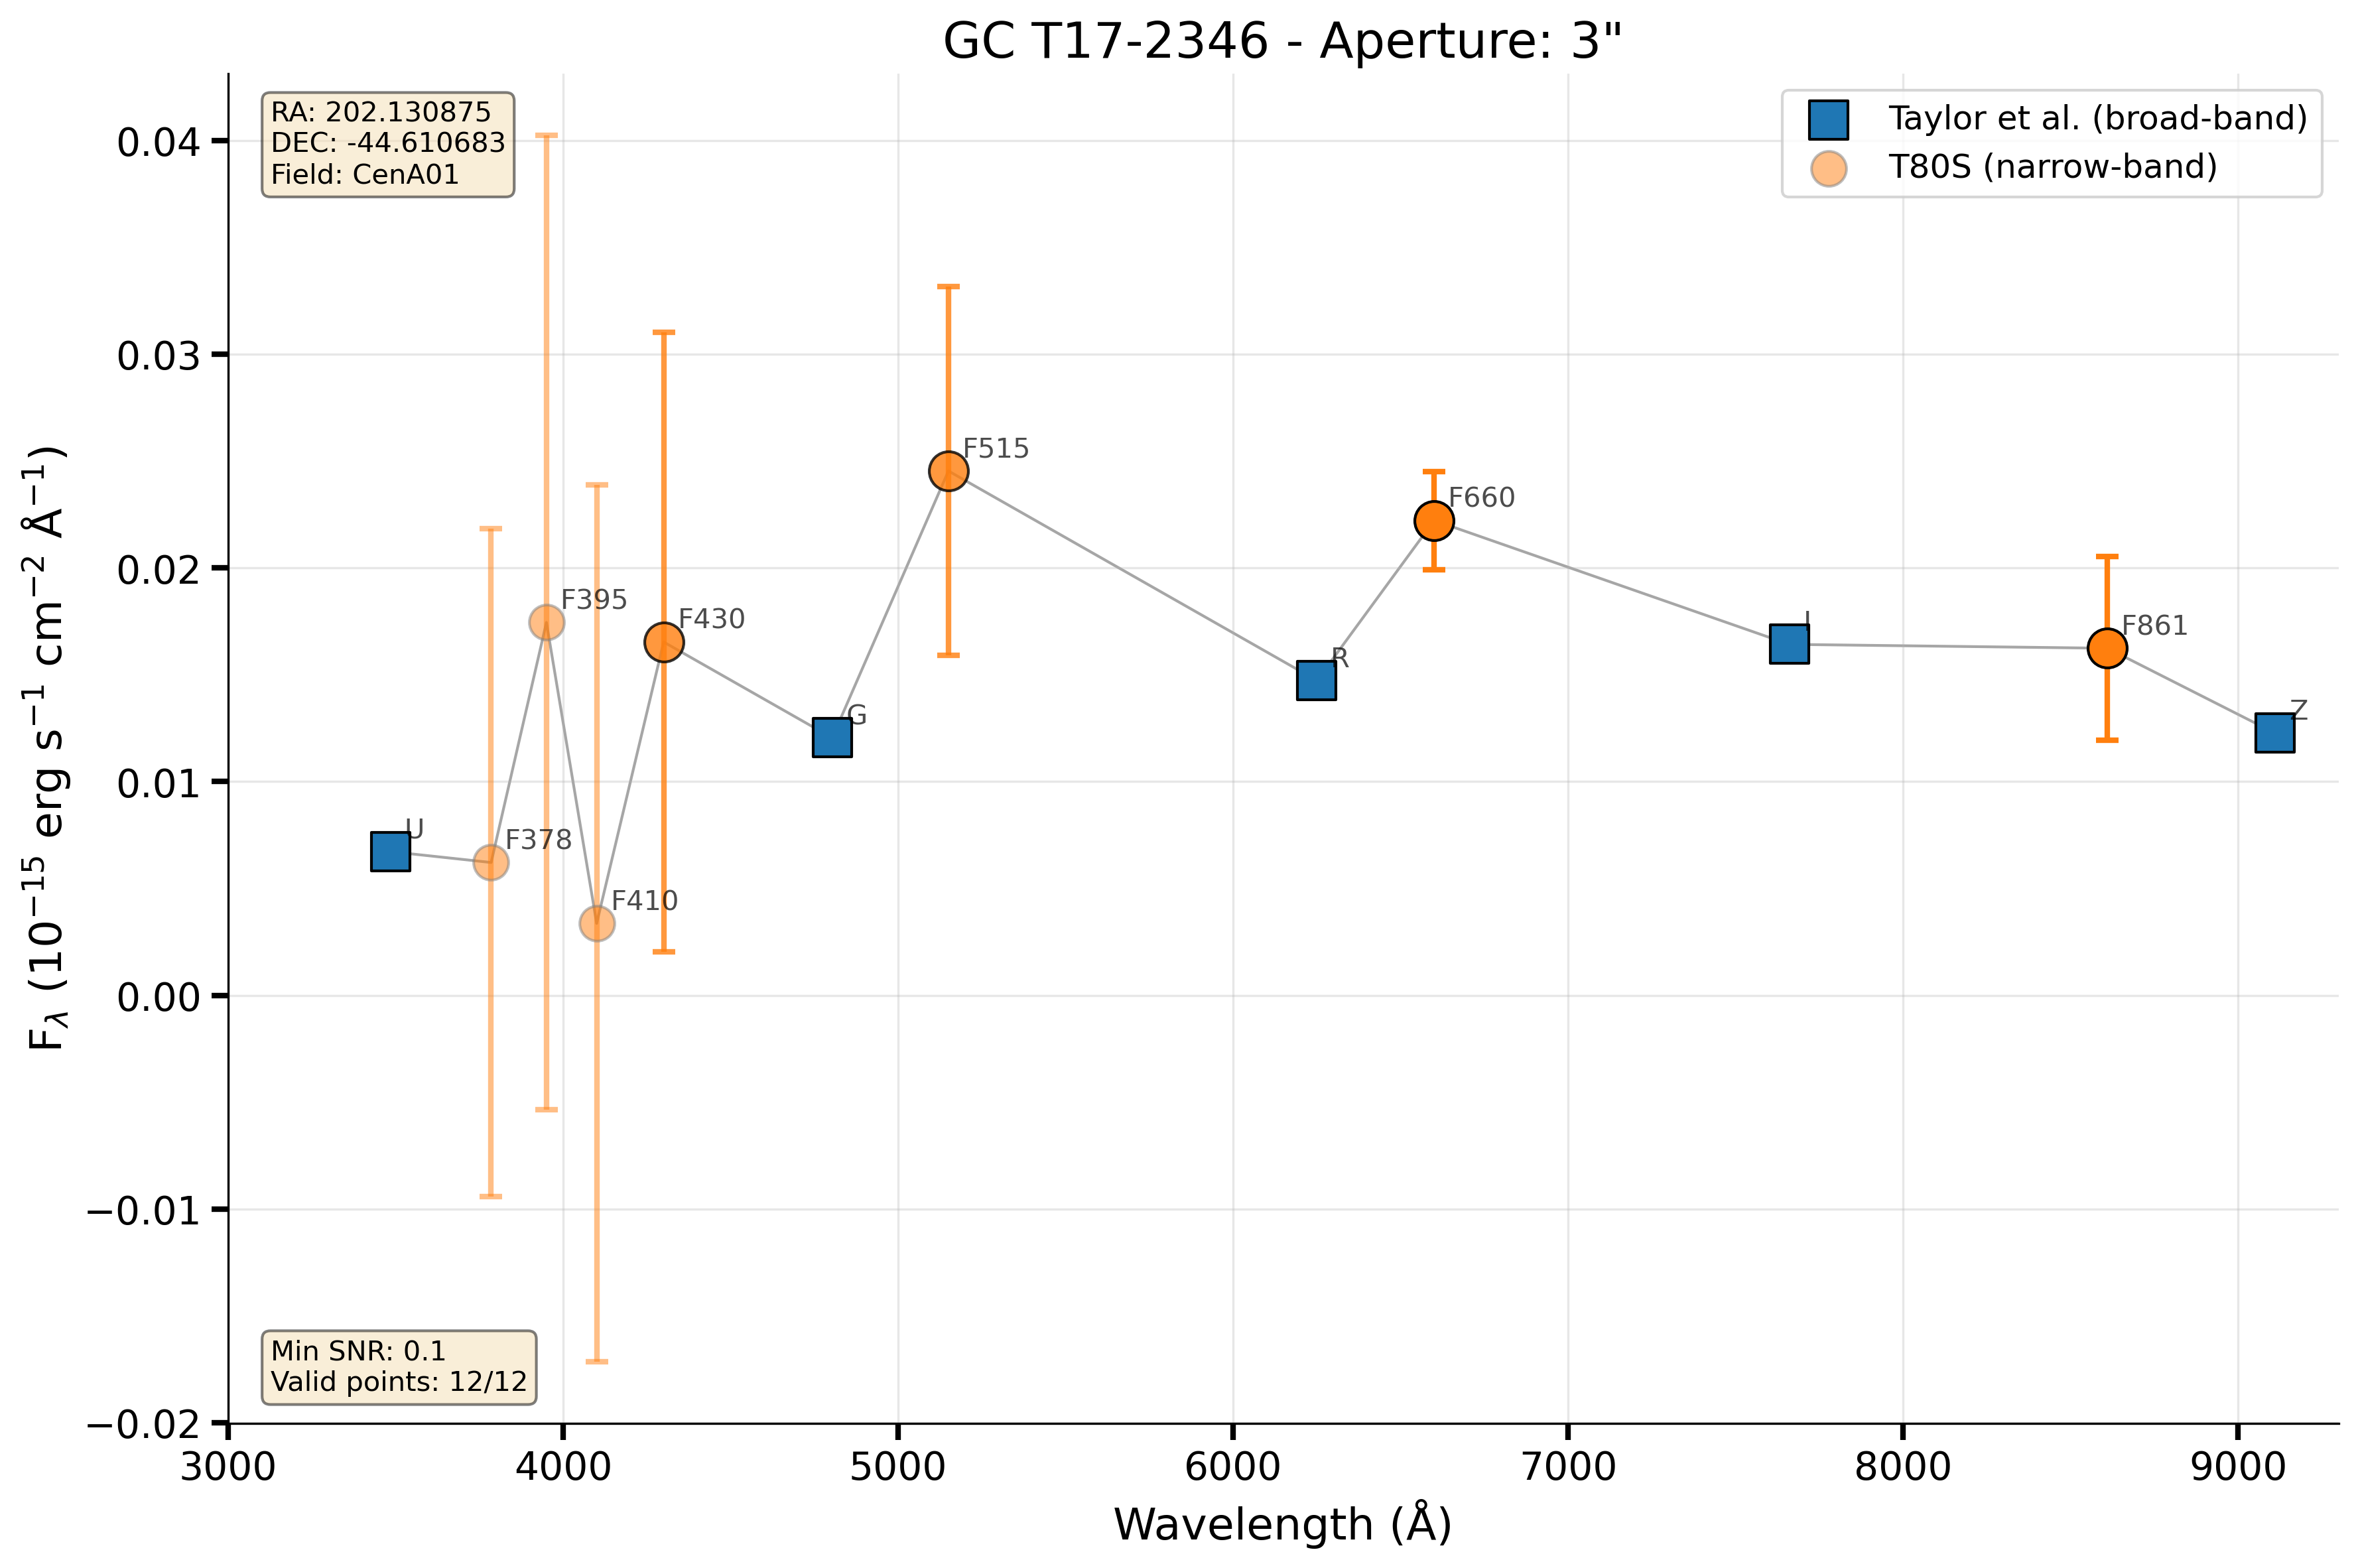 GC T17-2346 - Aperture: 3"
RA: 202.130875
DEC: -44.610683
Field: CenA01
Taylor et al. (broad-band)
T80S (narrow-band)
F_λ (10⁻¹⁵ erg s⁻¹ cm⁻² Å⁻¹)
0.04
0.03
0.02
0.01
0.00
−0.01
−0.02
U
F378
F395
F410
F430
G
F515
R
F660
I
F861
Z
Min SNR: 0.1
Valid points: 12/12
3000 4000 5000 6000 7000 8000 9000
Wavelength (Å)